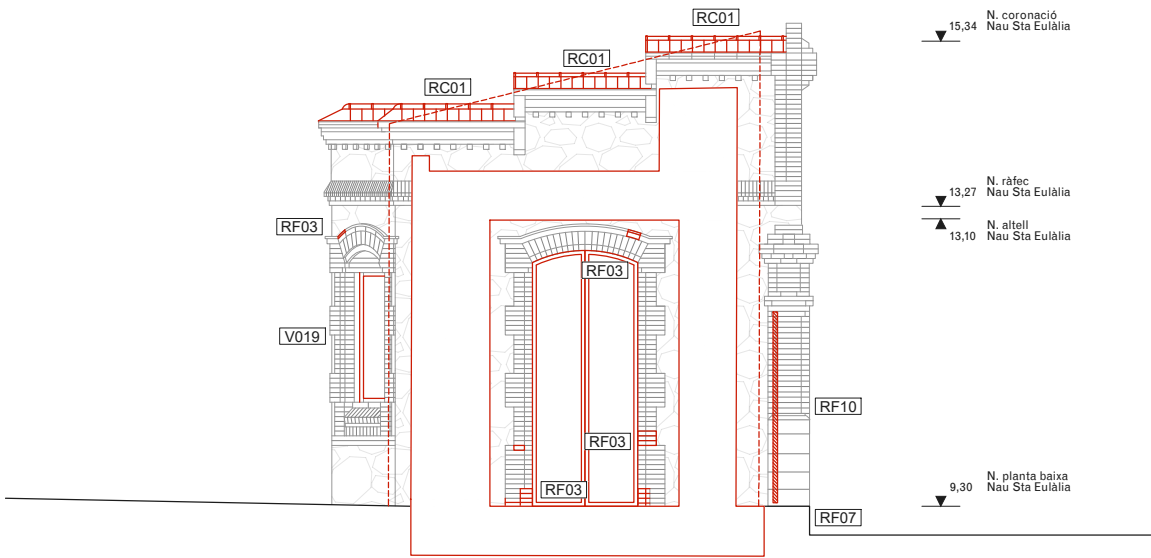 RC01
N. coronació
15,34 Nau Sta Eulàlia
RC01
RC01
N. ràfec
13,27 Nau Sta Eulàlia
RF03
N. altell
13,10 Nau Sta Eulàlia
RF03
V019
RF10
RF03
RF03
N. planta baixa
9,30 Nau Sta Eulàlia
RF07